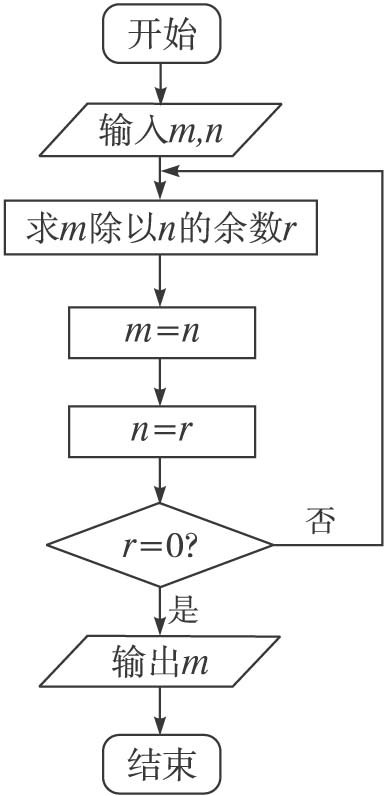 开始
输入m,n
求m除以n的余数r
m=n
n=r
r=0?
否
是
输出m
结束